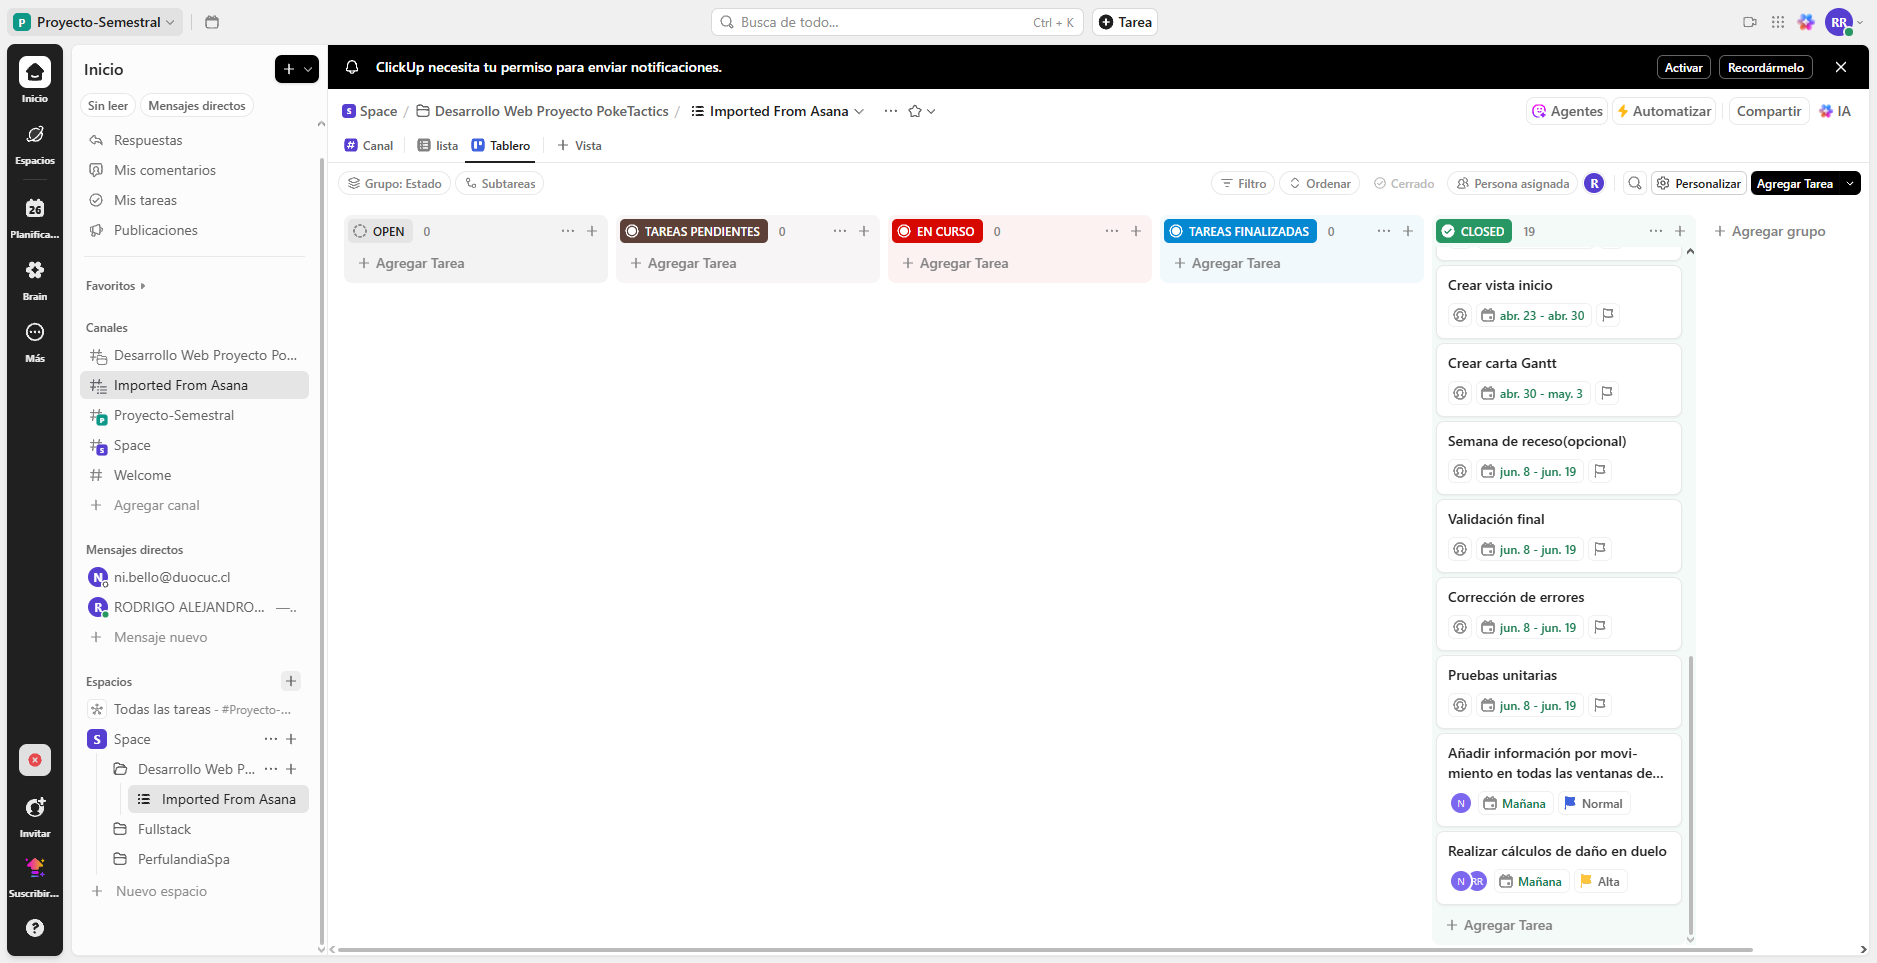 P Proyecto-Semestral
Busca de todo... Ctrl + K
Tarea
RR
Inicio
Espacios
26
Planifica...
Brain
Más
Invitar
Suscribir...
Inicio
Sin leer
Mensajes directos
Respuestas
Mis comentarios
Mis tareas
Publicaciones
Favoritos
Canales
Desarrollo Web Proyecto Po...
Imported From Asana
P Proyecto-Semestral
S Space
Welcome
Agregar canal
Mensajes directos
N ni.bello@duocuc.cl
R RODRIGO ALEJANDRO... —..
Mensaje nuevo
Espacios
Todas las tareas - #Proyecto-...
S Space
Desarrollo Web P...
Imported From Asana
Fullstack
PerfulandiaSpa
Nuevo espacio
ClickUp necesita tu permiso para enviar notificaciones.
Activar
Recordármelo
S Space / Desarrollo Web Proyecto PokeTactics / Imported From Asana
Agentes
Automatizar
Compartir
IA
Canal
lista
Tablero
Vista
Grupo: Estado
Subtareas
Filtro
Ordenar
Cerrado
Persona asignada
R
Personalizar
Agregar Tarea
OPEN 0
Agregar Tarea
TAREAS PENDIENTES 0
Agregar Tarea
EN CURSO 0
Agregar Tarea
TAREAS FINALIZADAS 0
Agregar Tarea
CLOSED 19
Crear vista inicio
abr. 23 - abr. 30
Crear carta Gantt
abr. 30 - may. 3
Semana de receso(opcional)
jun. 8 - jun. 19
Validación final
jun. 8 - jun. 19
Corrección de errores
jun. 8 - jun. 19
Pruebas unitarias
jun. 8 - jun. 19
Añadir información por movi-
miento en todas las ventanas de...
N Mañana Normal
Realizar cálculos de daño en duelo
N RR Mañana Alta
Agregar Tarea
Agregar grupo